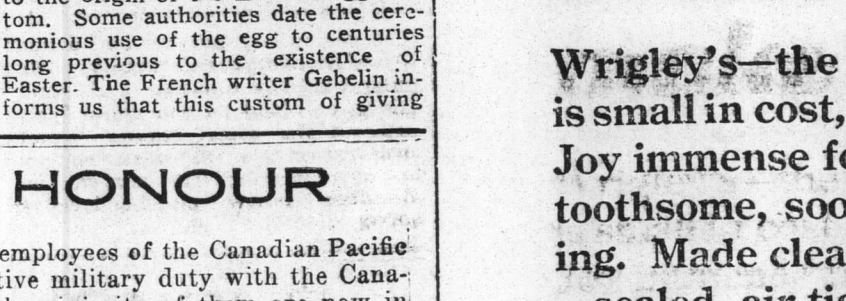 tom. Some authorities date the cere-
monious use of the egg to centuries
long previous to the existence of
Easter. The French writer Gebelin in-
forms us that this custom of giving
HONOUR
employees of the Canadian Pacific
tive military duty with the Cana-
Wrigley's—the
is small in cost,
Joy immense
toothsome, soo
ing. Made clea